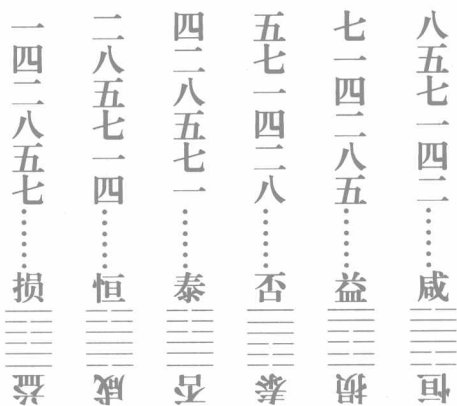 一四二八五七……损益
二八五七一四……恒咸
四二八五七一……泰否
五七一四二八……否泰
七一四二八五……益损
八五七一四二……咸恒